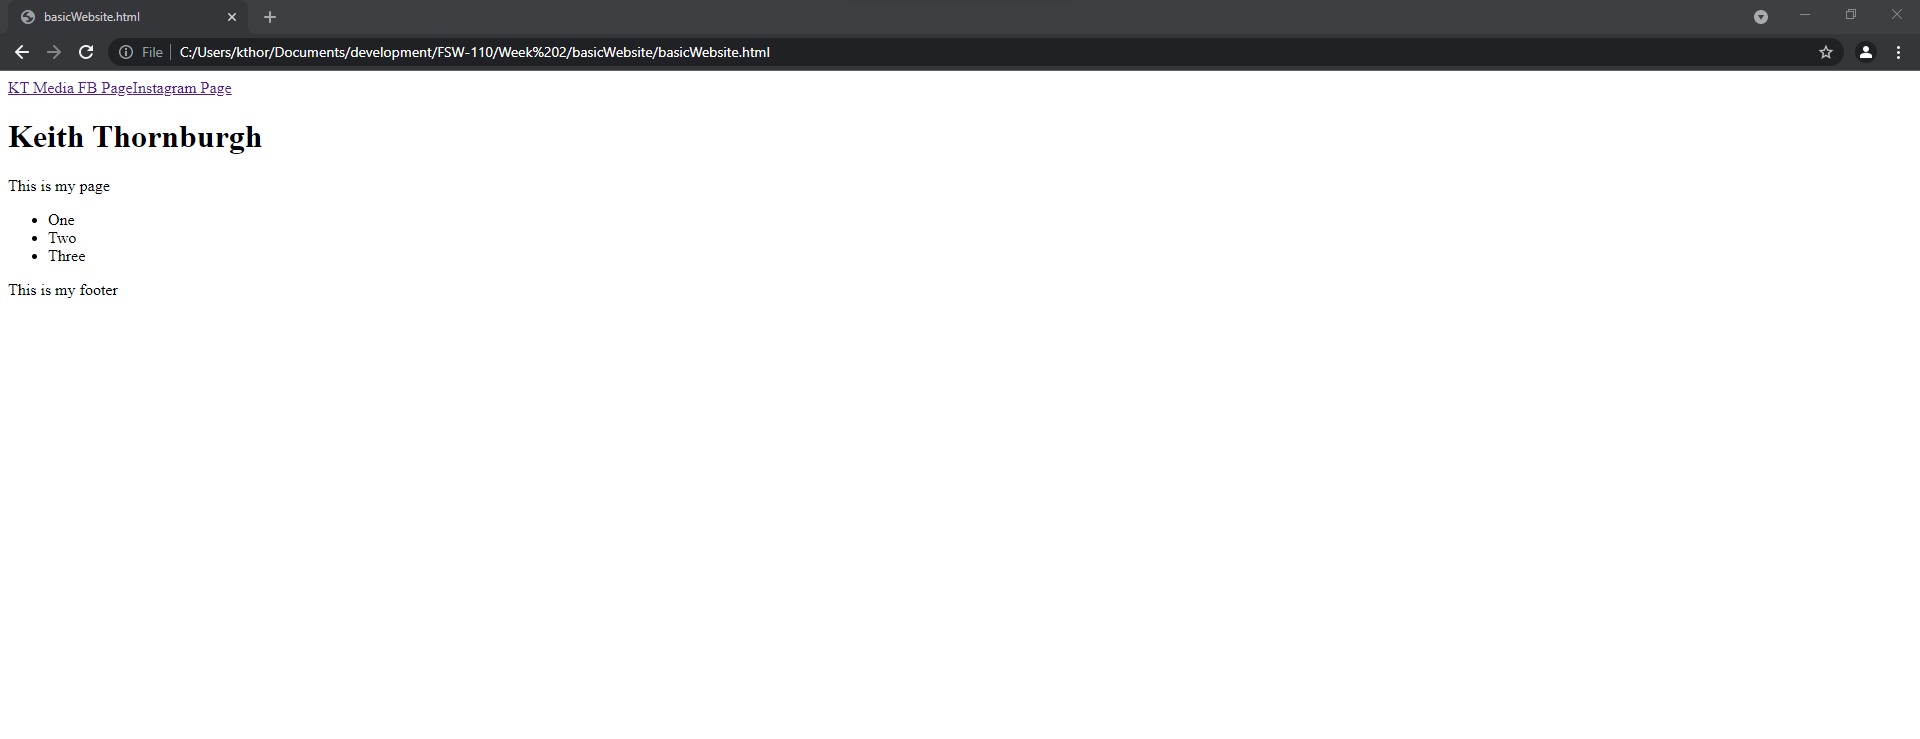 basicWebsite.html
File C:/Users/kthor/Documents/development/FSW-110/Week%202/basicWebsite/basicWebsite.html
KT Media FB PageInstagram Page
Keith Thornburgh
This is my page
One
Two
Three
This is my footer